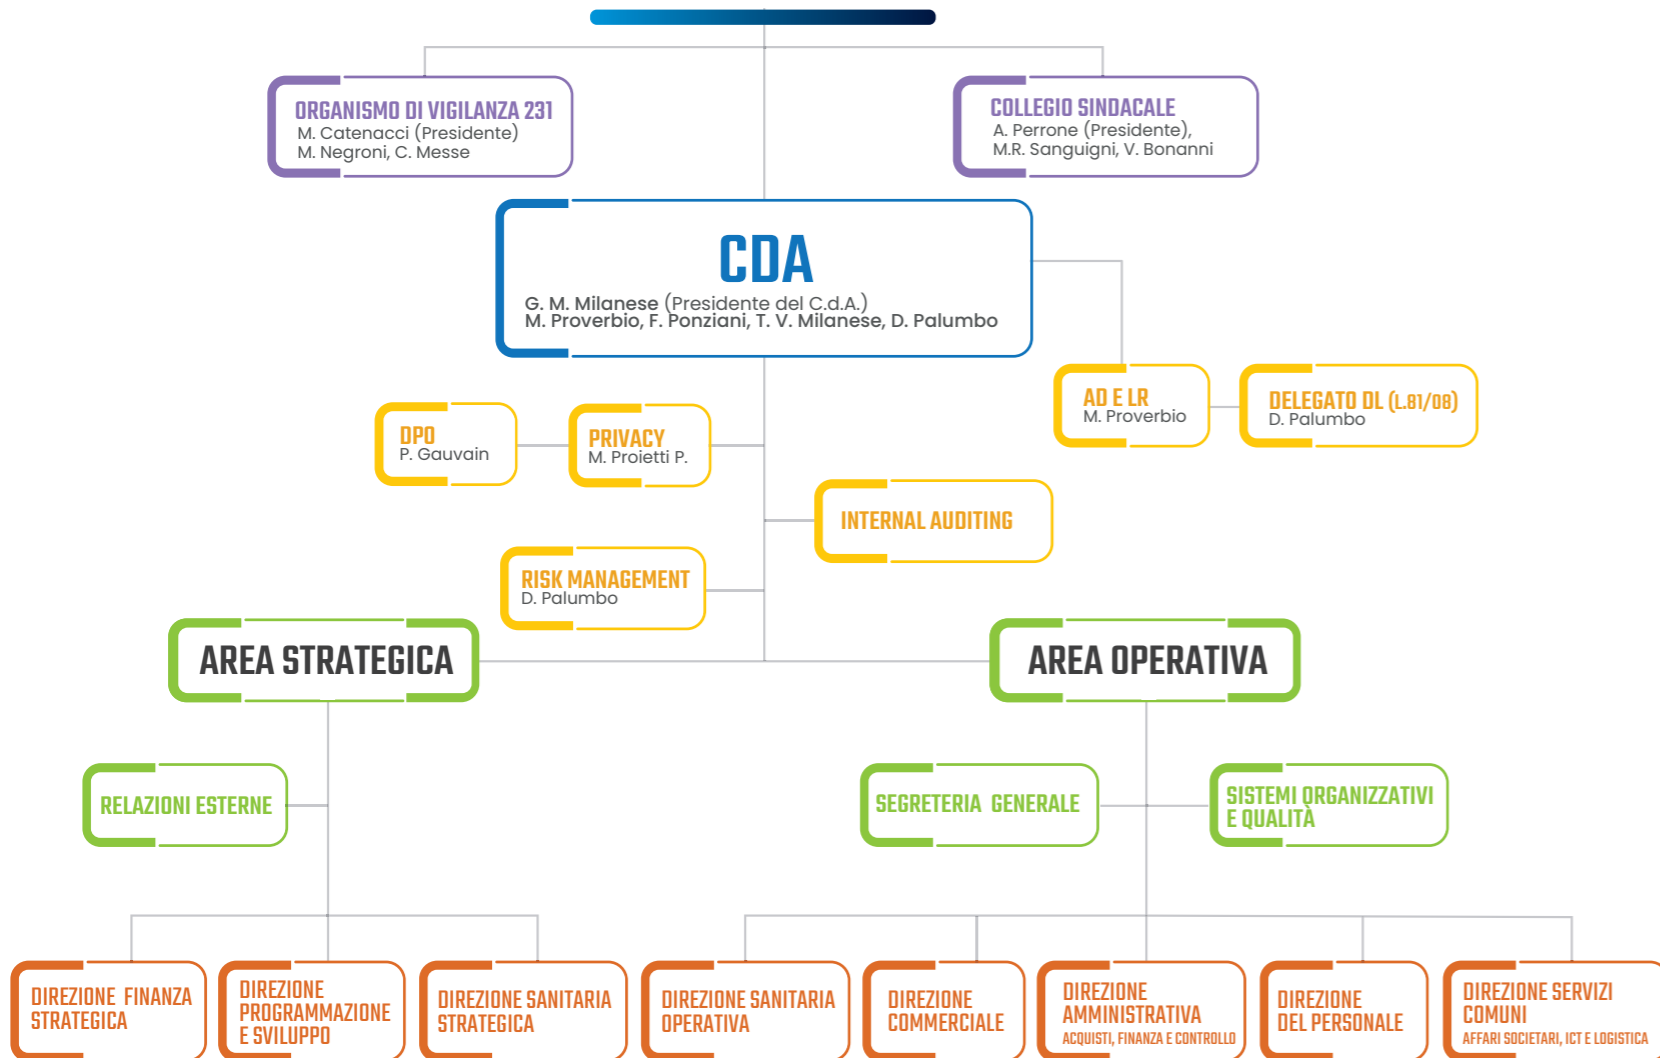 ORGANISMO DI VIGILANZA 231
M. Catenacci (Presidente)
M. Negroni, C. Messe
COLLEGIO SINDACALE
A. Perrone (Presidente),
M.R. Sanguigni, V. Bonanni
CDA
G. M. Milanese (Presidente del C.d.A.)
M. Proverbio, F. Ponziani, T. V. Milanese, D. Palumbo
AD E LR
M. Proverbio
DELEGATO DL (L.81/08)
D. Palumbo
DPO
P. Gauvain
PRIVACY
M. Proietti P.
INTERNAL AUDITING
RISK MANAGEMENT
D. Palumbo
AREA STRATEGICA
AREA OPERATIVA
RELAZIONI ESTERNE
SEGRETERIA GENERALE
SISTEMI ORGANIZZATIVI
E QUALITÀ
DIREZIONE FINANZA
STRATEGICA
DIREZIONE
PROGRAMMAZIONE
E SVILUPPO
DIREZIONE SANITARIA
STRATEGICA
DIREZIONE SANITARIA
OPERATIVA
DIREZIONE
COMMERCIALE
DIREZIONE
AMMINISTRATIVA
ACQUISTI, FINANZA E CONTROLLO
DIREZIONE
DEL PERSONALE
DIREZIONE SERVIZI
COMUNI
AFFARI SOCIETARI, ICT E LOGISTICA